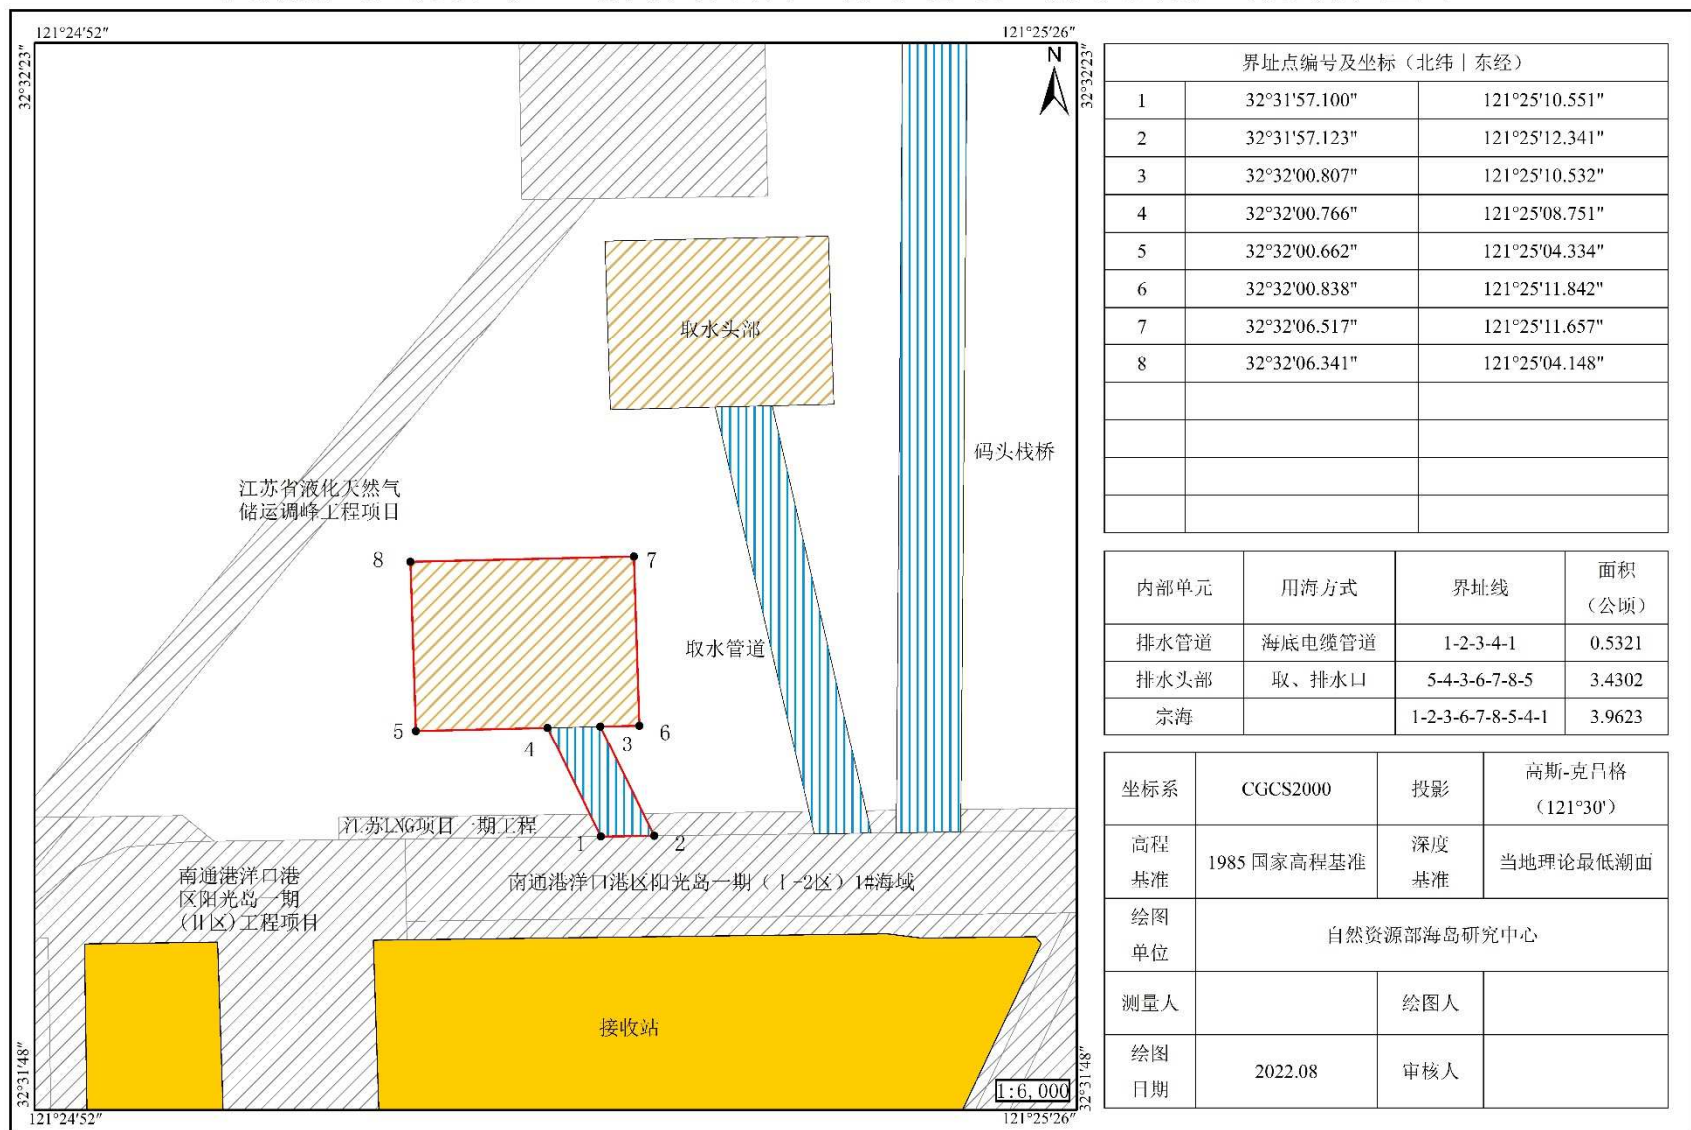 121°24′52″
121°25′26″
32°32′23″
32°32′23″
N
取水头部
码头栈桥
江苏省液化天然气
储运调峰工程项目
8
7
取水管道
5
4
3
6
江苏LNG项目一期工程
1
2
南通港洋口港
区阳光岛一期
(II区)工程项目
南通港洋口港区阳光岛一期（I-2区）1#海域
接收站
1:6,000
32°31′48″
32°31′48″
121°24′52″
121°25′26″
界址点编号及坐标（北纬｜东经）
1 32°31'57.100" 121°25'10.551"
2 32°31'57.123" 121°25'12.341"
3 32°32'00.807" 121°25'10.532"
4 32°32'00.766" 121°25'08.751"
5 32°32'00.662" 121°25'04.334"
6 32°32'00.838" 121°25'11.842"
7 32°32'06.517" 121°25'11.657"
8 32°32'06.341" 121°25'04.148"
内部单元 用海方式 界址线 面积
（公顷）
排水管道 海底电缆管道 1-2-3-4-1 0.5321
排水头部 取、排水口 5-4-3-6-7-8-5 3.4302
宗海 1-2-3-6-7-8-5-4-1 3.9623
坐标系 CGCS2000 投影 高斯-克吕格
（121°30'）
高程
基准
1985 国家高程基准
深度
基准
当地理论最低潮面
绘图
单位
自然资源部海岛研究中心
测量人 绘图人
绘图
日期
2022.08
审核人